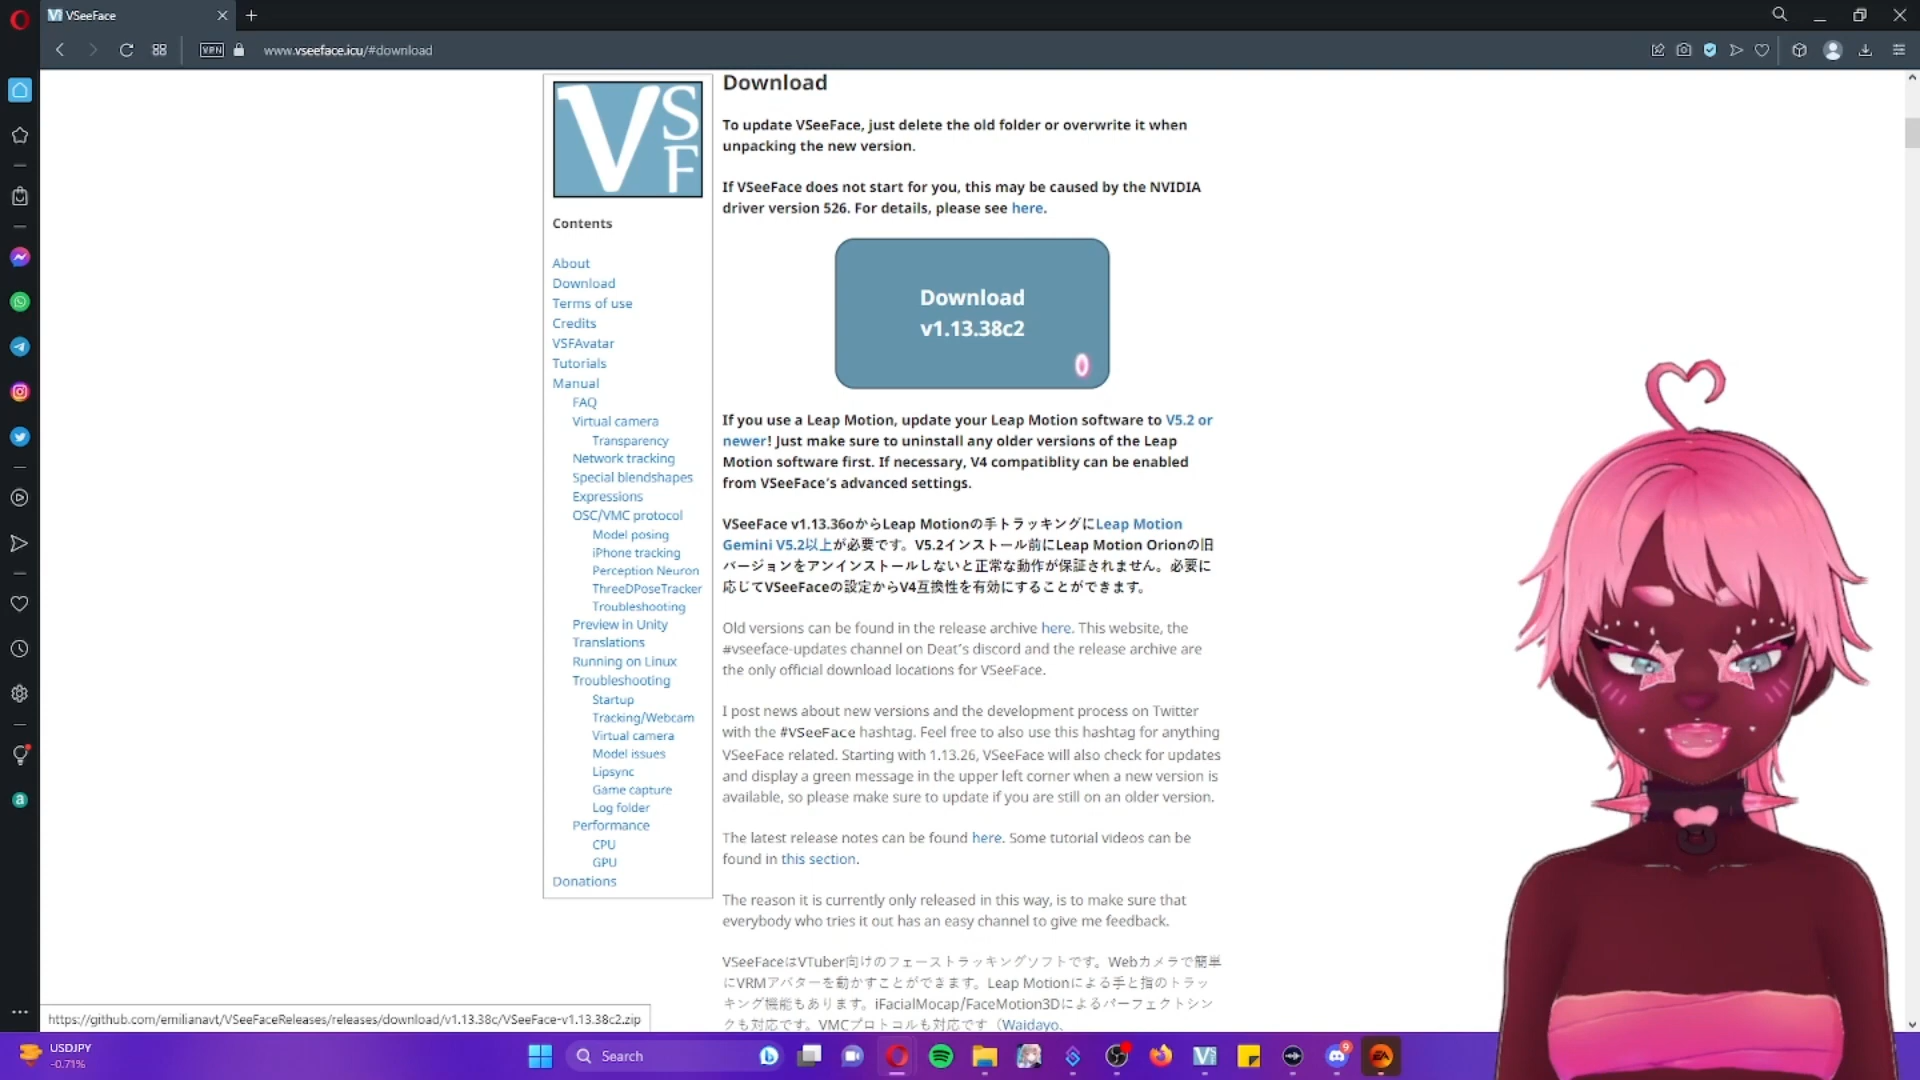 VSeeFace
VPN
www.vseeface.icu/#download
V
S
F
Contents
About
Download
Terms of use
Credits
VSFAvatar
Tutorials
Manual
FAQ
Virtual camera
Transparency
Network tracking
Special blendshapes
Expressions
OSC/VMC protocol
Model posing
iPhone tracking
Perception Neuron
ThreeDPoseTracker
Troubleshooting
Preview in Unity
Translations
Running on Linux
Troubleshooting
Startup
Tracking/Webcam
Virtual camera
Model issues
Lipsync
Game capture
Log folder
Performance
CPU
GPU
Donations
Download
To update VSeeFace, just delete the old folder or overwrite it when
unpacking the new version.
If VSeeFace does not start for you, this may be caused by the NVIDIA
driver version 526. For details, please see here.
Download
v1.13.38c2
If you use a Leap Motion, update your Leap Motion software to V5.2 or
newer! Just make sure to uninstall any older versions of the Leap
Motion software first. If necessary, V4 compatiblity can be enabled
from VSeeFace's advanced settings.
VSeeFace v1.13.36oからLeap Motionの手トラッキングにLeap Motion
Gemini V5.2以上が必要です。V5.2インストール前にLeap Motion Orionの旧
バージョンをアンインストールしないと正常な動作が保証されません。必要に
応じてVSeeFaceの設定からV4互換性を有効にすることができます。
Old versions can be found in the release archive here. This website, the
#vseeface-updates channel on Deat's discord and the release archive are
the only official download locations for VSeeFace.
I post news about new versions and the development process on Twitter
with the #VSeeFace hashtag. Feel free to also use this hashtag for anything
VSeeFace related. Starting with 1.13.26, VSeeFace will also check for updates
and display a green message in the upper left corner when a new version is
available, so please make sure to update if you are still on an older version.
The latest release notes can be found here. Some tutorial videos can be
found in this section.
The reason it is currently only released in this way, is to make sure that
everybody who tries it out has an easy channel to give me feedback.
VSeeFaceはVTuber向けのフェーストラッキングソフトです。Webカメラで簡単
にVRMアバターを動かすことができます。Leap Motionによる手と指のトラッ
キング機能もあります。iFacialMocap/FaceMotion3Dによるパーフェクトシン
クも対応です。VMCプロトコルも対応です（Waidayo、
https://github.com/emilianavt/VSeeFaceReleases/releases/download/v1.13.38c/VSeeFace-v1.13.38c2.zip
USDJPY
-0.71%
Search
9
EA